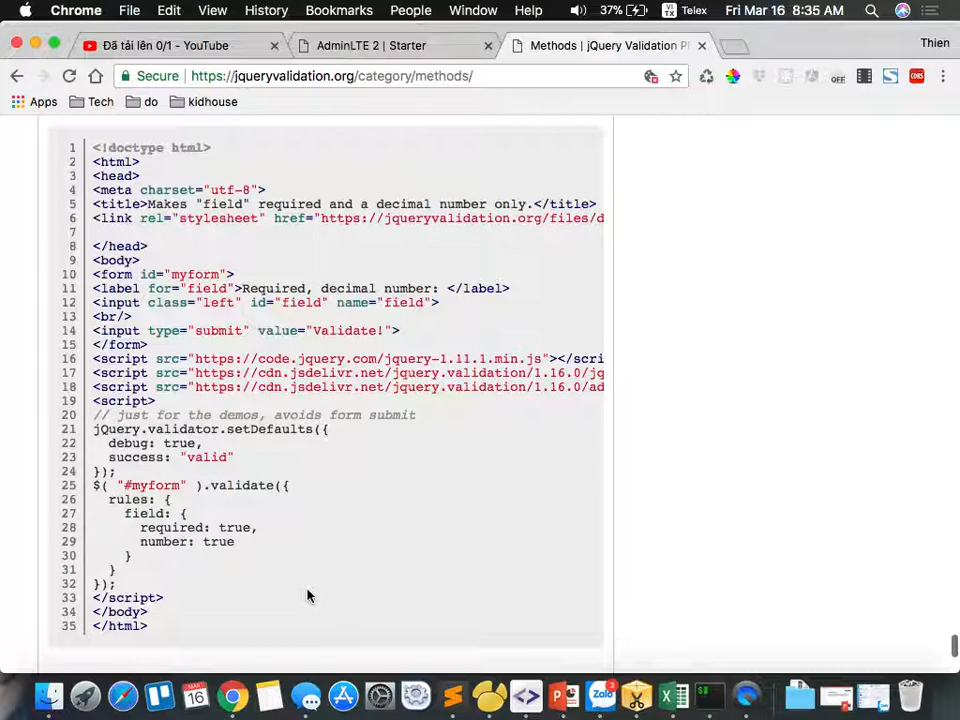 Chrome File Edit View History Bookmarks People Window Help 37% VI TX Telex Fri Mar 16 8:35 AM
Đã tải lên 0/1 - YouTube AdminLTE 2 | Starter Methods | jQuery Validation Pl Thien
Secure https://jqueryvalidation.org/category/methods/ OFF CORS
Apps Tech do kidhouse
1 <!doctype html>
2 <html>
3 <head>
4 <meta charset="utf-8">
5 <title>Makes "field" required and a decimal number only.</title>
6 <link rel="stylesheet" href="https://jqueryvalidation.org/files/d
7
8 </head>
9 <body>
10 <form id="myform">
11 <label for="field">Required, decimal number: </label>
12 <input class="left" id="field" name="field">
13 <br/>
14 <input type="submit" value="Validate!">
15 </form>
16 <script src="https://code.jquery.com/jquery-1.11.1.min.js"></scri
17 <script src="https://cdn.jsdelivr.net/jquery.validation/1.16.0/jq
18 <script src="https://cdn.jsdelivr.net/jquery.validation/1.16.0/ad
19 <script>
20 // just for the demos, avoids form submit
21 jQuery.validator.setDefaults({
22 debug: true,
23 success: "valid"
24 });
25 $( "#myform" ).validate({
26 rules: {
27 field: {
28 required: true,
29 number: true
30 }
31 }
32 });
33 </script>
34 </body>
35 </html>
MAR 16 Zalo 3